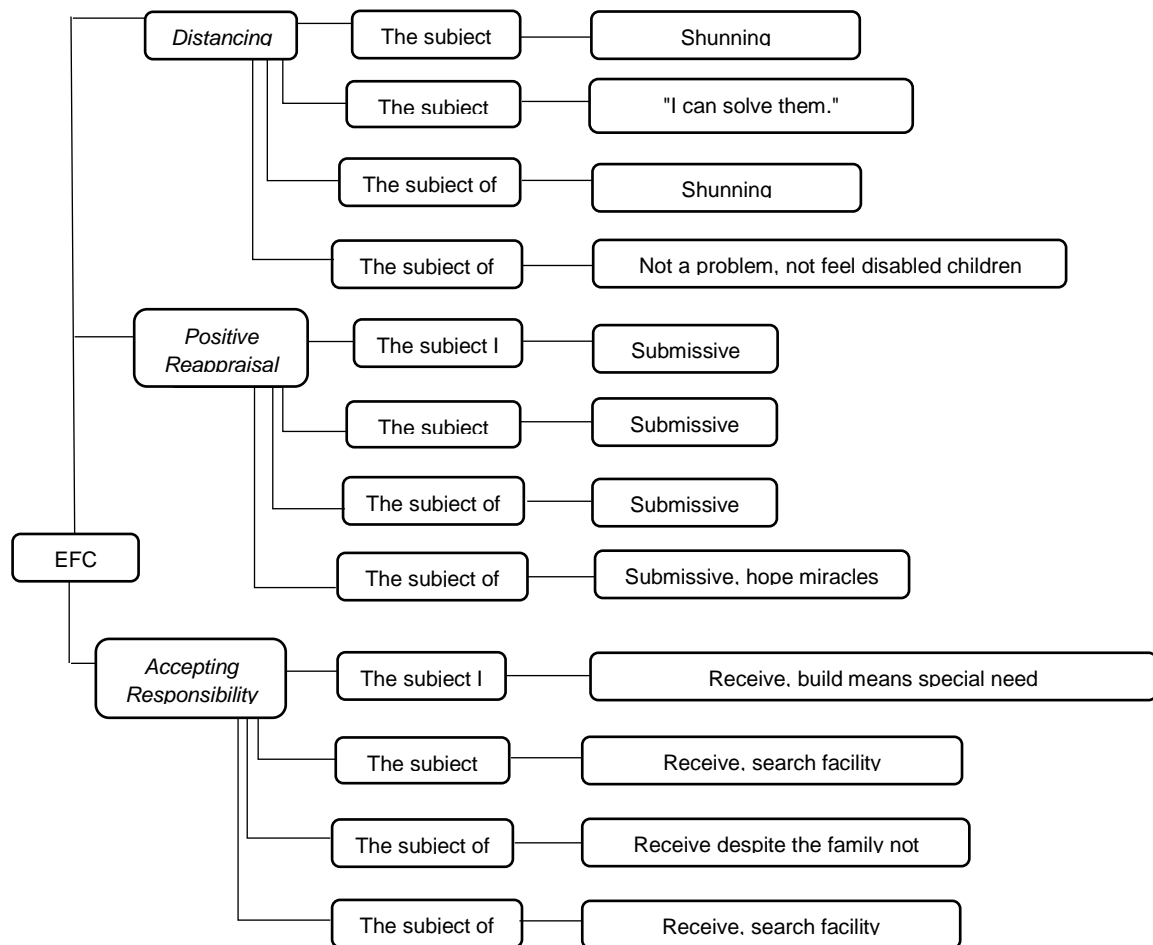 Distancing
The subject
Shunning
The subject
"I can solve them."
The subject of
Shunning
The subject of
Not a problem, not feel disabled children
Positive
Reappraisal
The subject I
Submissive
The subject
Submissive
The subject of
Submissive
EFC
The subject of
Submissive, hope miracles
Accepting
Responsibility
The subject I
Receive, build means special need
The subject
Receive, search facility
The subject of
Receive despite the family not
The subject of
Receive, search facility